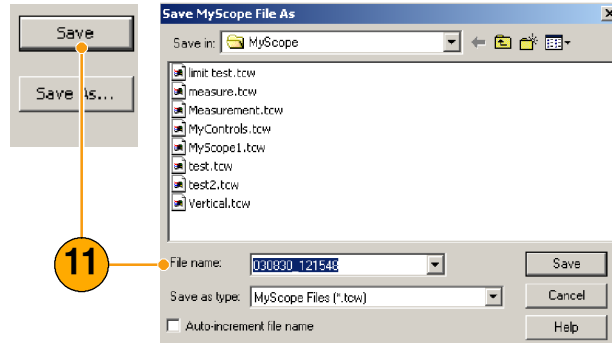 Save
Save As...
11
Save MyScope File As
Save in: MyScope
limit test.tcw
measure.tcw
Measurement.tcw
MyControls.tcw
MyScope1.tcw
test.tcw
test2.tcw
Vertical.tcw
File name: 030830_121548 Save
Save as type: MyScope Files (*.tcw) Cancel
Auto-increment file name Help